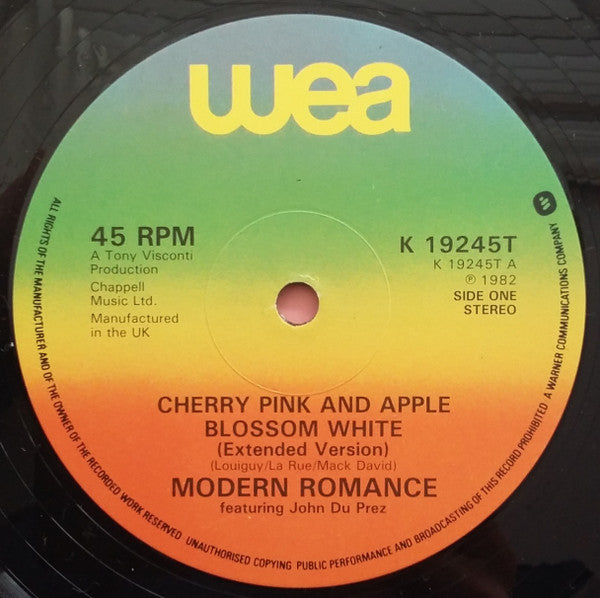 wea
45 RPM
A Tony Visconti
Production
Chappell
Music Ltd.
Manufactured
in the UK
K 19245T
K 19245T A
℗ 1982
SIDE ONE
STEREO
CHERRY PINK AND APPLE
BLOSSOM WHITE
(Extended Version)
(Louiguy/La Rue/Mack David)
MODERN ROMANCE
featuring John Du Prez
ALL RIGHTS OF THE MANUFACTURER AND OF THE OWNER OF THE RECORDED WORK RESERVED UNAUTHORISED COPYING PUBLIC PERFORMANCE AND BROADCASTING OF THIS RECORD PROHIBITED A WARNER COMMUNICATIONS COMPANY